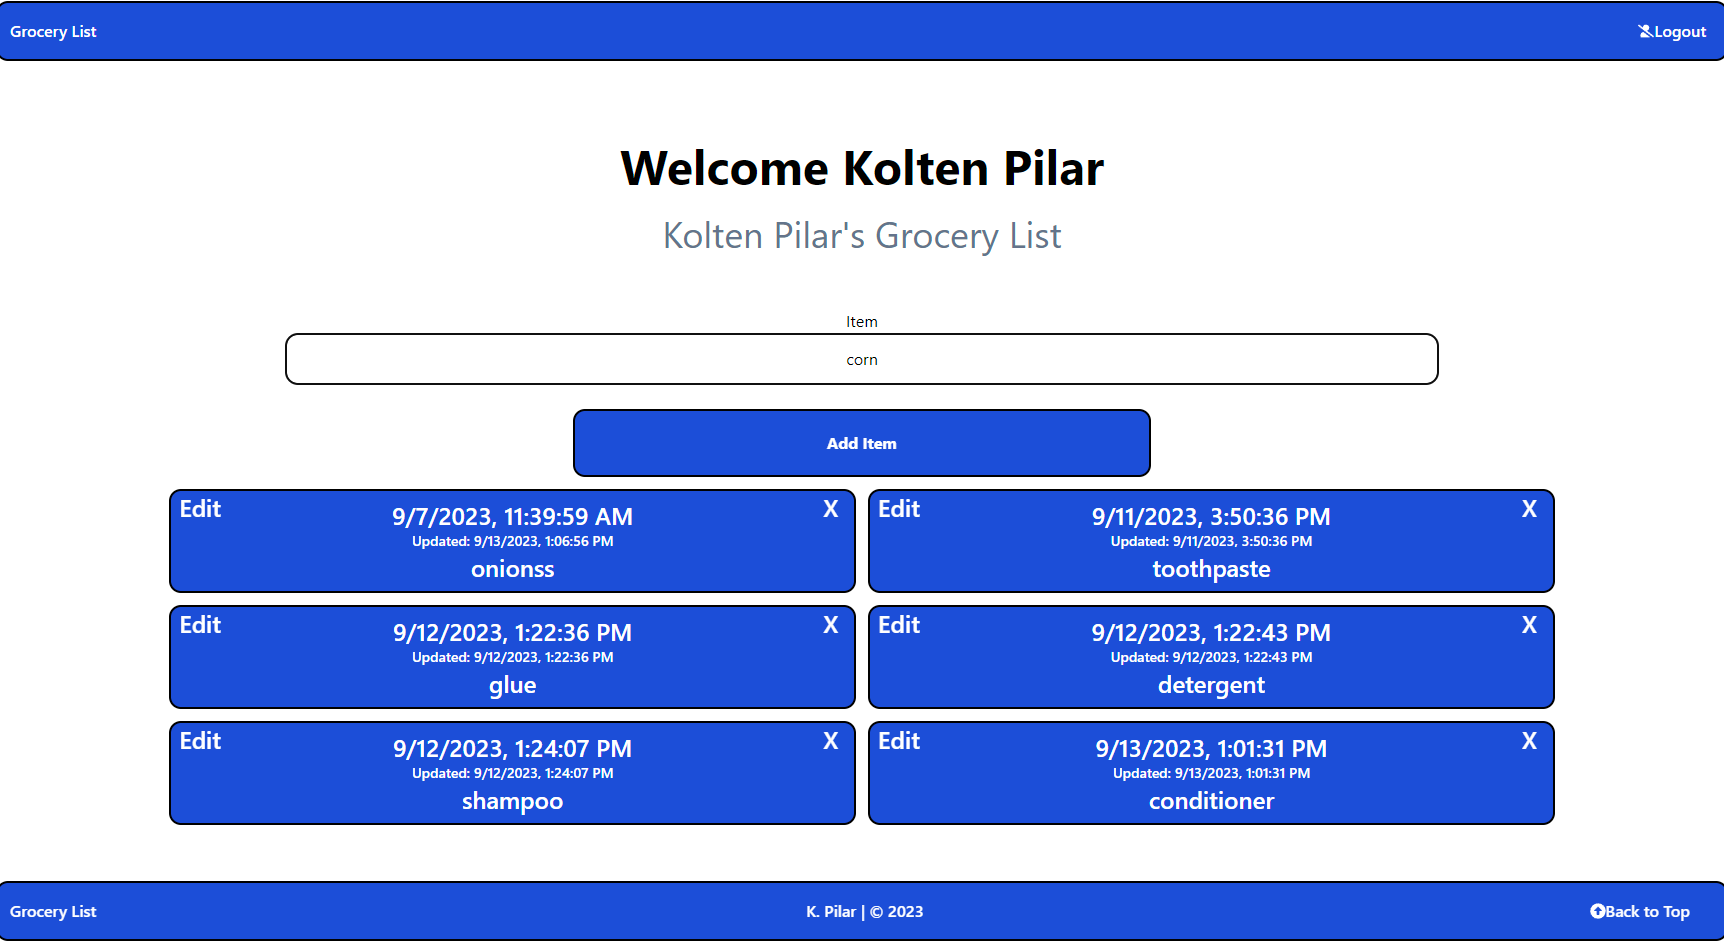 Grocery List
Logout
Welcome Kolten Pilar
Kolten Pilar's Grocery List
Item
corn
Add Item
Edit
9/7/2023, 11:39:59 AM
X
Updated: 9/13/2023, 1:06:56 PM
onionss
Edit
9/11/2023, 3:50:36 PM
X
Updated: 9/11/2023, 3:50:36 PM
toothpaste
Edit
9/12/2023, 1:22:36 PM
X
Updated: 9/12/2023, 1:22:36 PM
glue
Edit
9/12/2023, 1:22:43 PM
X
Updated: 9/12/2023, 1:22:43 PM
detergent
Edit
9/12/2023, 1:24:07 PM
X
Updated: 9/12/2023, 1:24:07 PM
shampoo
Edit
9/13/2023, 1:01:31 PM
X
Updated: 9/13/2023, 1:01:31 PM
conditioner
Grocery List
K. Pilar | © 2023
Back to Top